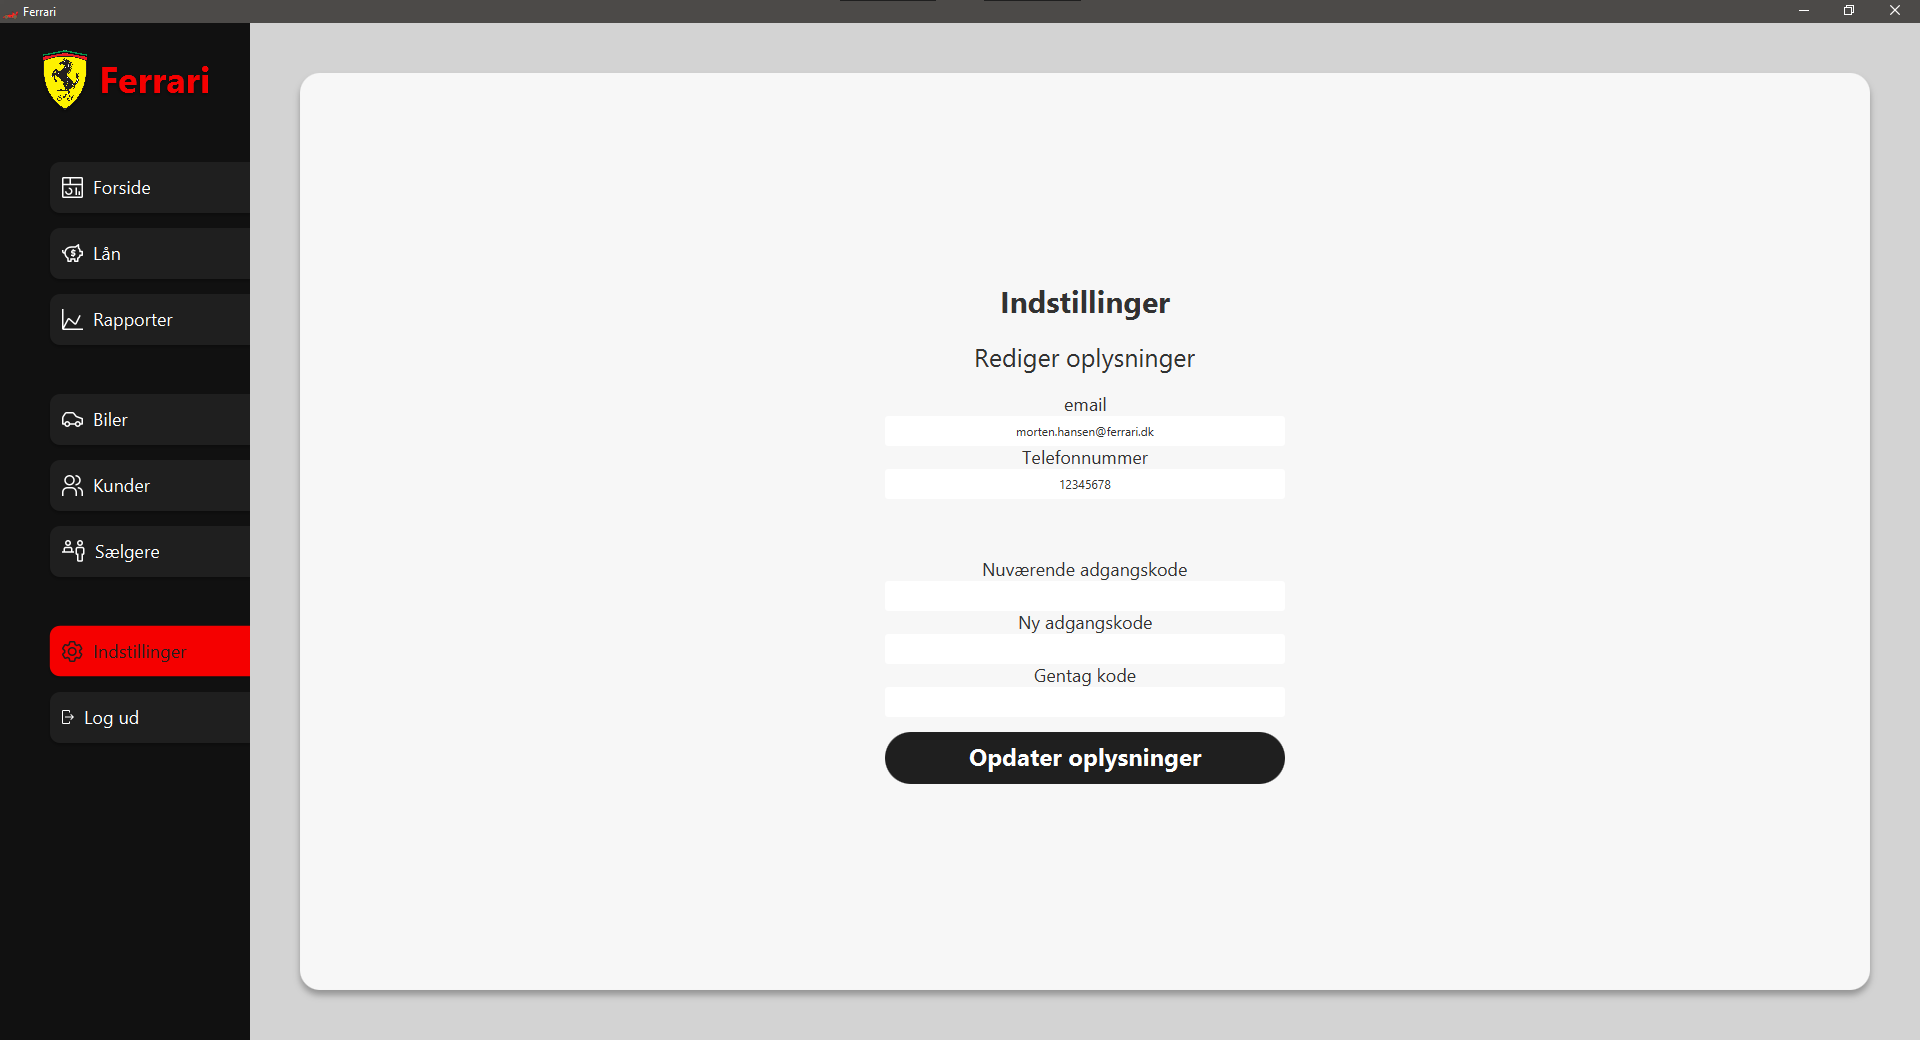 Ferrari
Ferrari
Forside
Lån
Rapporter
Biler
Kunder
Sælgere
Indstillinger
Log ud
Indstillinger
Rediger oplysninger
email
morten.hansen@ferrari.dk
Telefonnummer
12345678
Nuværende adgangskode
Ny adgangskode
Gentag kode
Opdater oplysninger